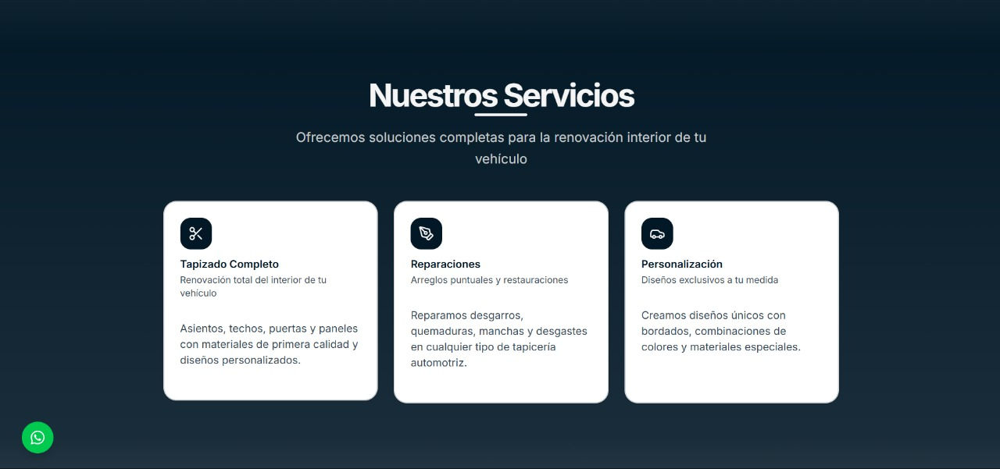 Nuestros Servicios
Ofrecemos soluciones completas para la renovación interior de tu
vehículo
Tapizado Completo
Renovación total del interior de tu
vehículo
Asientos, techos, puertas y paneles
con materiales de primera calidad y
diseños personalizados.
Reparaciones
Arreglos puntuales y restauraciones
Reparamos desgarros,
quemaduras, manchas y desgastes
en cualquier tipo de tapicería
automotriz.
Personalización
Diseños exclusivos a tu medida
Creamos diseños únicos con
bordados, combinaciones de
colores y materiales especiales.